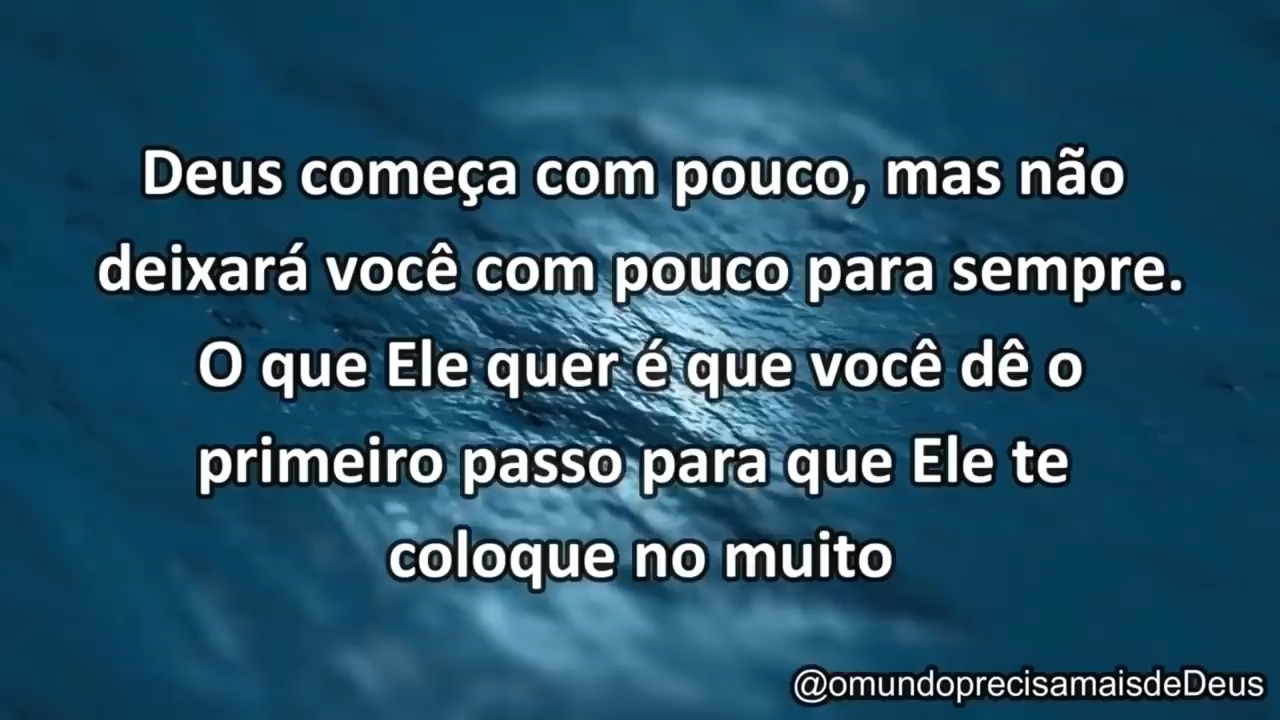 Deus começa com pouco, mas não
deixará você com pouco para sempre.
O que Ele quer é que você dê o
primeiro passo para que Ele te
coloque no muito
@omundoprecisamaisdeDeus